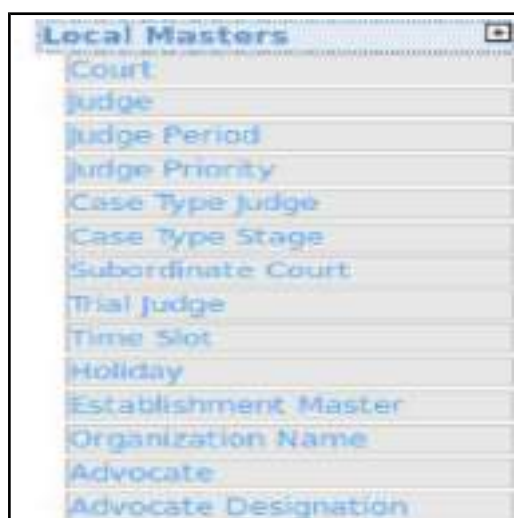 Local Masters
Court
Judge
Judge Period
Judge Priority
Case Type Judge
Case Type Stage
Subordinate Court
Trial Judge
Time Slot
Holiday
Establishment Master
Organization Name
Advocate
Advocate Designation